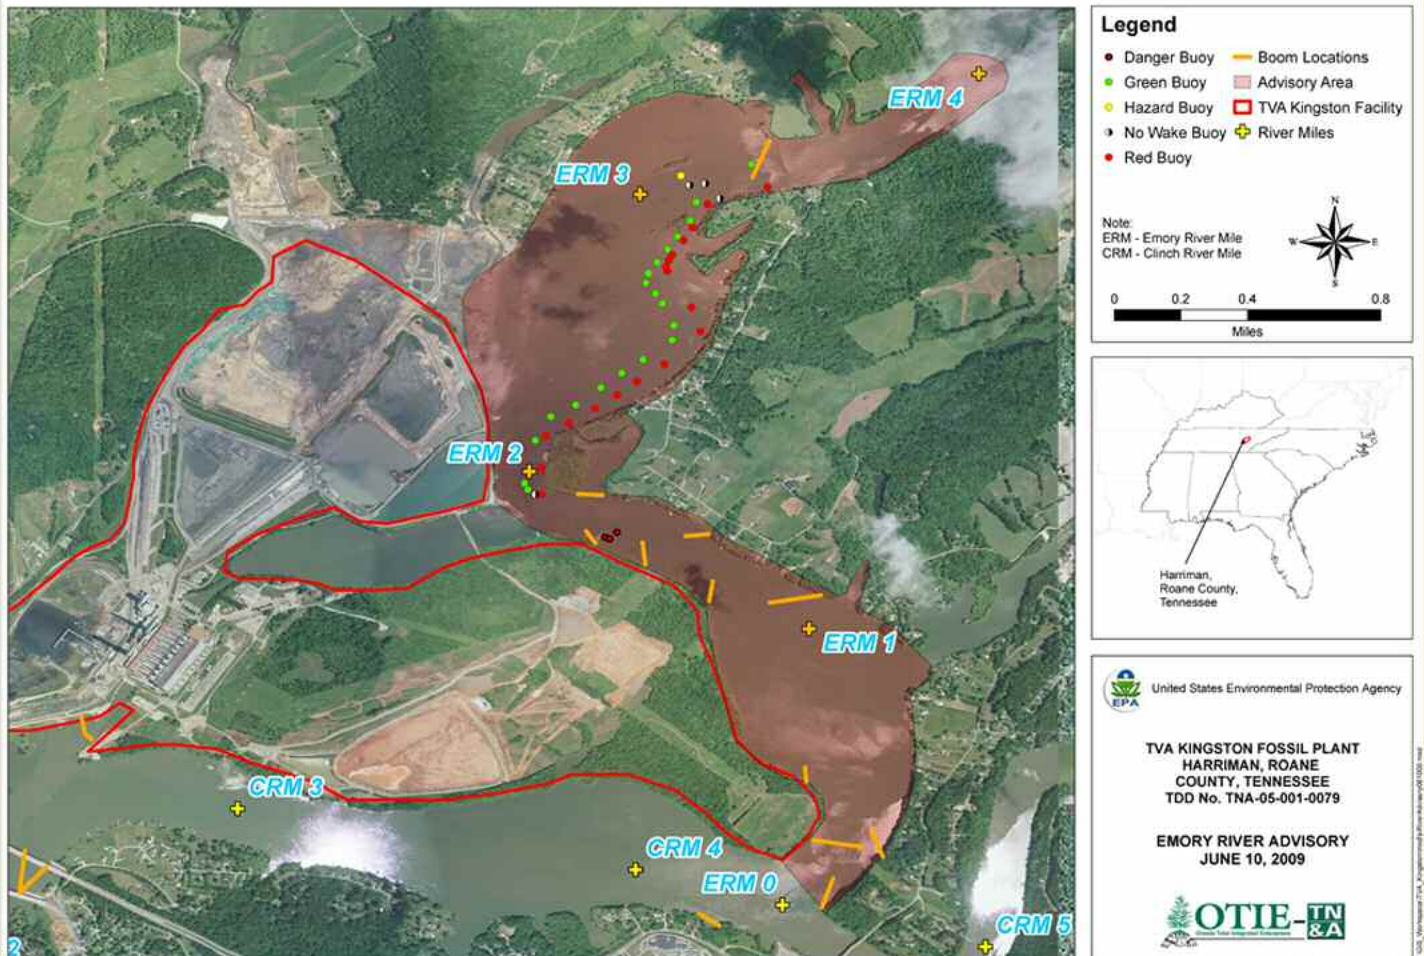 ERM 4
ERM 3
ERM 2
ERM 1
CRM 3
CRM 4
ERM 0
CRM 5
2
Legend
Danger Buoy
Green Buoy
Hazard Buoy
No Wake Buoy
Red Buoy
Boom Locations
Advisory Area
TVA Kingston Facility
River Miles
Note:
ERM - Emory River Mile
CRM - Clinch River Mile
N
W
E
S
0 0.2 0.4 0.8
Miles
Harriman,
Roane County,
Tennessee
EPA
United States Environmental Protection Agency
TVA KINGSTON FOSSIL PLANT
HARRIMAN, ROANE
COUNTY, TENNESSEE
TDD No. TNA-05-001-0079
EMORY RIVER ADVISORY
JUNE 10, 2009
OTIE-TN
&A